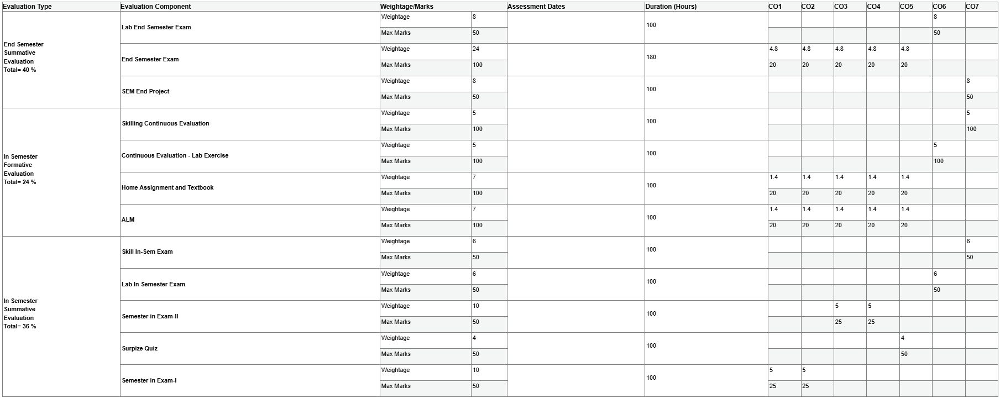 Evaluation Type Evaluation Component Weightage/Marks Assessment Dates Duration (Hours) CO1 CO2 CO3 CO4 CO5 CO6 CO7
End Semester
Summative
Evaluation
Total= 40 %
Lab End Semester Exam
Weightage 8 100 8
Max Marks 50 50
End Semester Exam
Weightage 24 180 4.8 4.8 4.8 4.8 4.8
Max Marks 100 20 20 20 20 20
SEM End Project
Weightage 8 100 8
Max Marks 50 50
In Semester
Formative
Evaluation
Total= 24 %
Skilling Continuous Evaluation
Weightage 5 100 5
Max Marks 100 100
Continuous Evaluation - Lab Exercise
Weightage 5 100 5
Max Marks 100 100
Home Assignment and Textbook
Weightage 7 100 1.4 1.4 1.4 1.4 1.4
Max Marks 100 20 20 20 20 20
ALM
Weightage 7 100 1.4 1.4 1.4 1.4 1.4
Max Marks 100 20 20 20 20 20
In Semester
Summative
Evaluation
Total= 36 %
Skill In-Sem Exam
Weightage 6 100 6
Max Marks 50 50
Lab In Semester Exam
Weightage 6 100 6
Max Marks 50 50
Semester in Exam-II
Weightage 10 100 5 5
Max Marks 50 25 25
Surpize Quiz
Weightage 4 100 4
Max Marks 50 50
Semester in Exam-I
Weightage 10 100 5 5
Max Marks 50 25 25